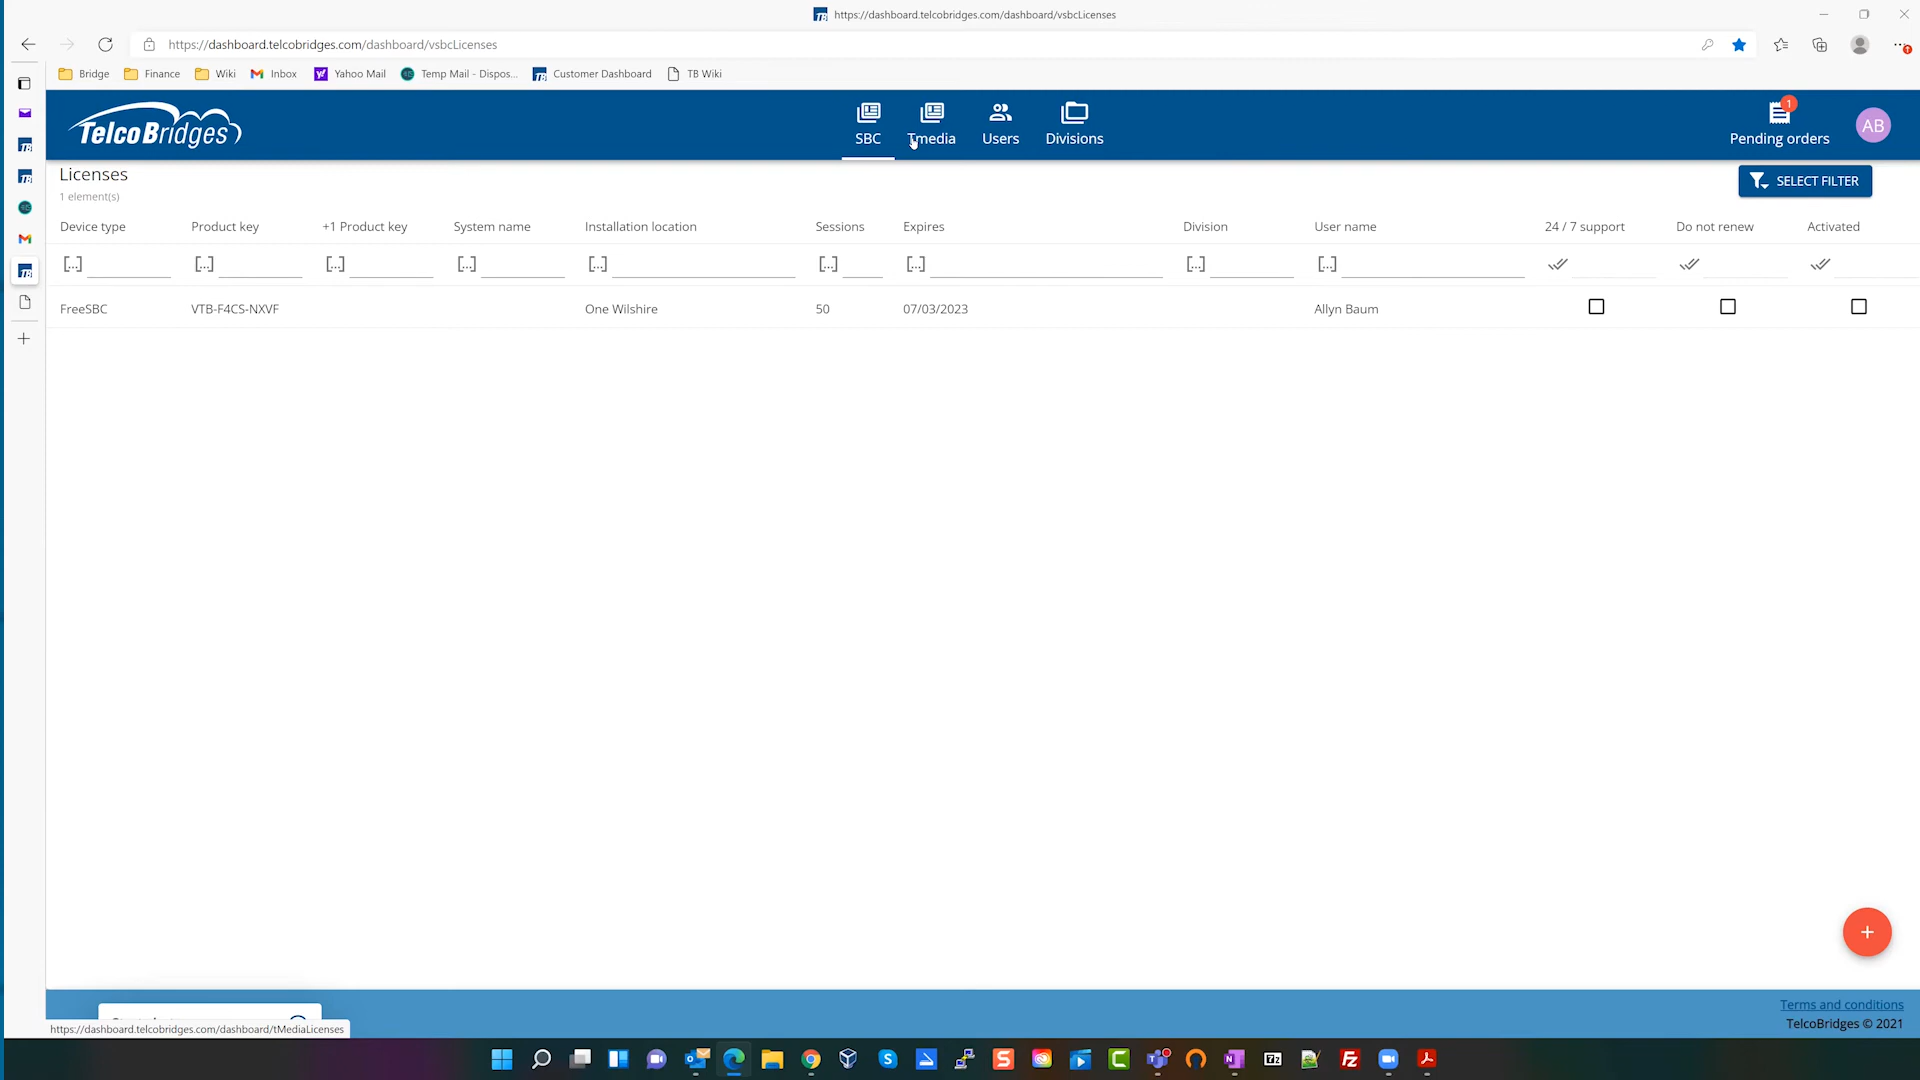 https://dashboard.telcobridges.com/dashboard/vsbcLicenses
https://dashboard.telcobridges.com/dashboard/vsbcLicenses
Bridge Finance Wiki Inbox Yahoo Mail Temp Mail - Dispos... Customer Dashboard TB Wiki
TelcoBridges
SBC Tmedia Users Divisions
1
Pending orders
AB
Licenses
1 element(s)
SELECT FILTER
Device type Product key +1 Product key System name Installation location Sessions Expires Division User name 24 / 7 support Do not renew Activated
[...] [...] [...] [...] [...] [...] [...] [...] [...]
FreeSBC VTB-F4CS-NXVF One Wilshire 50 07/03/2023 Allyn Baum
+
Terms and conditions
TelcoBridges © 2021
https://dashboard.telcobridges.com/dashboard/tMediaLicenses